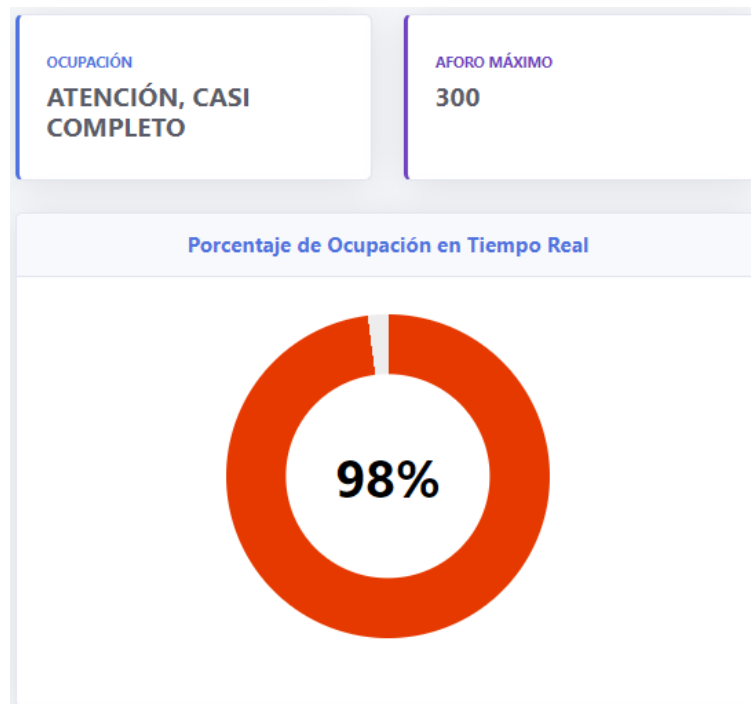 OCUPACIÓN
ATENCIÓN, CASI
COMPLETO
AFORO MÁXIMO
300
Porcentaje de Ocupación en Tiempo Real
98%